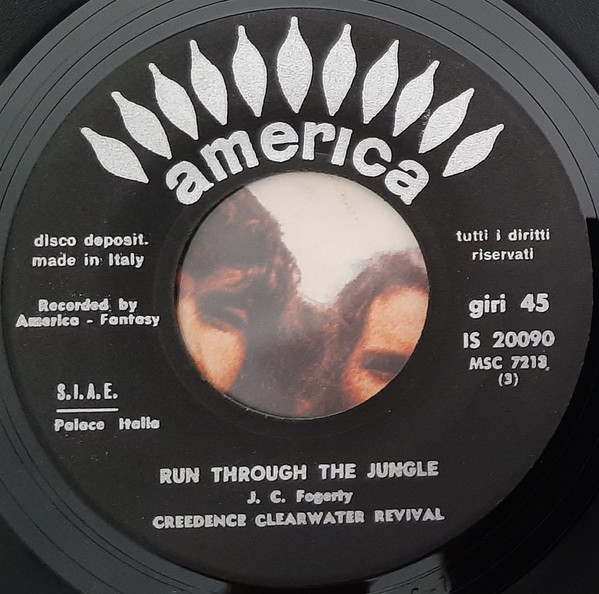 america
disco deposit.
made in Italy
tutti i diritti
riservati
Recorded by
America - Fantasy
giri 45
IS 20090
MSC 7213
(3)
S.I.A.E.
Palace Italia
RUN THROUGH THE JUNGLE
J. C. Fogerty
CREEDENCE CLEARWATER REVIVAL